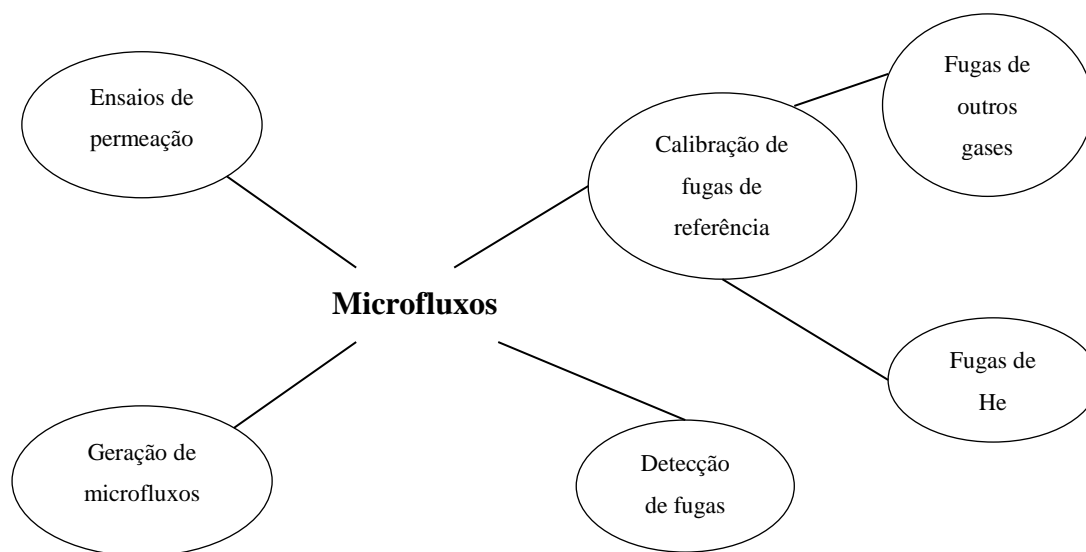 Ensaios de
permeação
Calibração de
fugas de
referência
Fugas de
outros
gases
Microfluxos
Fugas de
He
Geração de
microfluxos
Detecção
de fugas